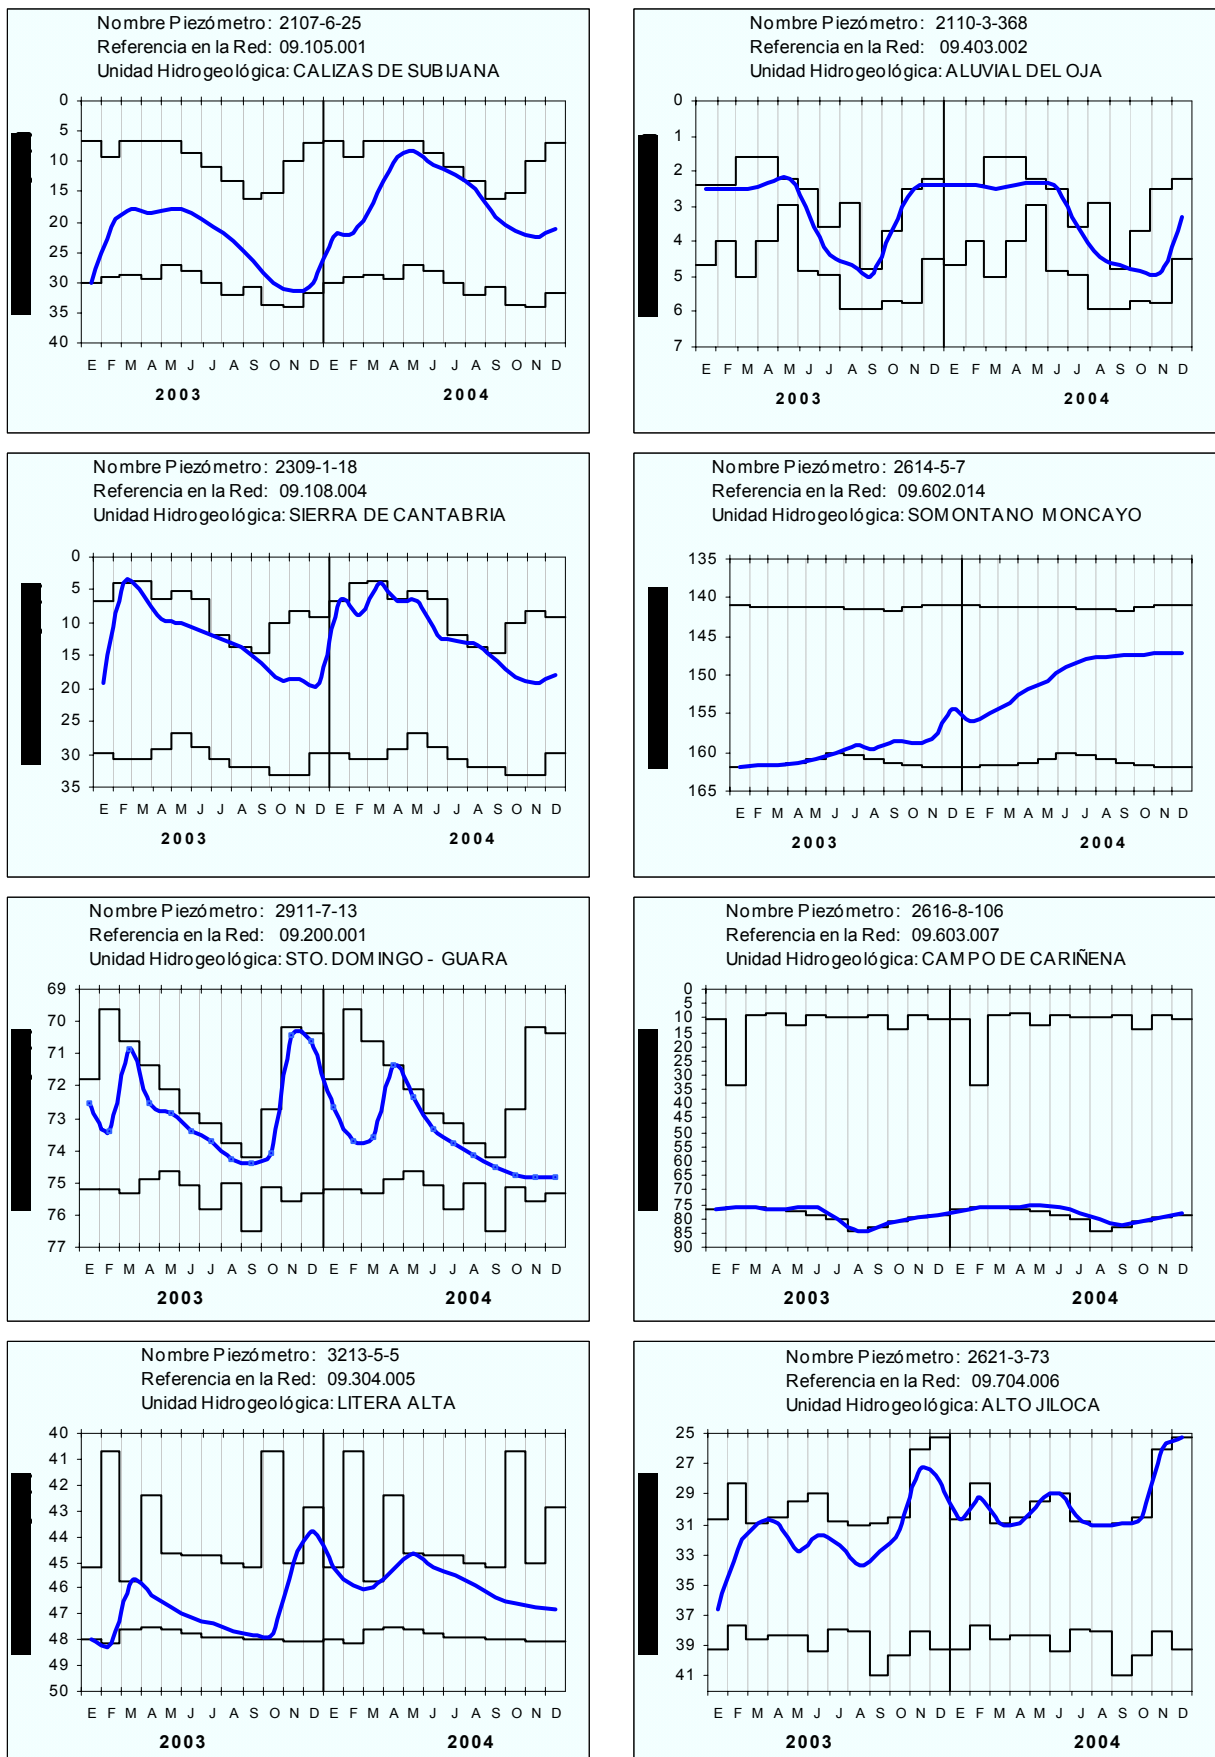 Nombre Piezómetro: 2107-6-25
Referencia en la Red: 09.105.001
Unidad Hidrogeológica: CALIZAS DE SUBIJANA
0
5
10
15
20
25
30
35
40
E F M A M J J A S O N D E F M A M J J A S O N D
2003 2004
Nombre Piezómetro: 2110-3-368
Referencia en la Red: 09.403.002
Unidad Hidrogeológica: ALUVIAL DEL OJA
0
1
2
3
4
5
6
7
E F M A M J J A S O N D E F M A M J J A S O N D
2003 2004
Nombre Piezómetro: 2309-1-18
Referencia en la Red: 09.108.004
Unidad Hidrogeológica: SIERRA DE CANTABRIA
0
5
10
15
20
25
30
35
E F M A M J J A S O N D E F M A M J J A S O N D
2003 2004
Nombre Piezómetro: 2614-5-7
Referencia en la Red: 09.602.014
Unidad Hidrogeológica: SOMONTANO MONCAYO
135
140
145
150
155
160
165
E F M A M J J A S O N D E F M A M J J A S O N D
2003 2004
Nombre Piezómetro: 2911-7-13
Referencia en la Red: 09.200.001
Unidad Hidrogeológica: STO. DOMINGO - GUARA
69
70
71
72
73
74
75
76
77
E F M A M J J A S O N D E F M A M J J A S O N D
2003 2004
Nombre Piezómetro: 2616-8-106
Referencia en la Red: 09.603.007
Unidad Hidrogeológica: CAMPO DE CARIÑENA
0
5
10
15
20
25
30
35
40
45
50
55
60
65
70
75
80
85
90
E F M A M J J A S O N D E F M A M J J A S O N D
2003 2004
Nombre Piezómetro: 3213-5-5
Referencia en la Red: 09.304.005
Unidad Hidrogeológica: LITERA ALTA
40
41
42
43
44
45
46
47
48
49
50
E F M A M J J A S O N D E F M A M J J A S O N D
2003 2004
Nombre Piezómetro: 2621-3-73
Referencia en la Red: 09.704.006
Unidad Hidrogeológica: ALTO JILOCA
25
27
29
31
33
35
37
39
41
E F M A M J J A S O N D E F M A M J J A S O N D
2003 2004